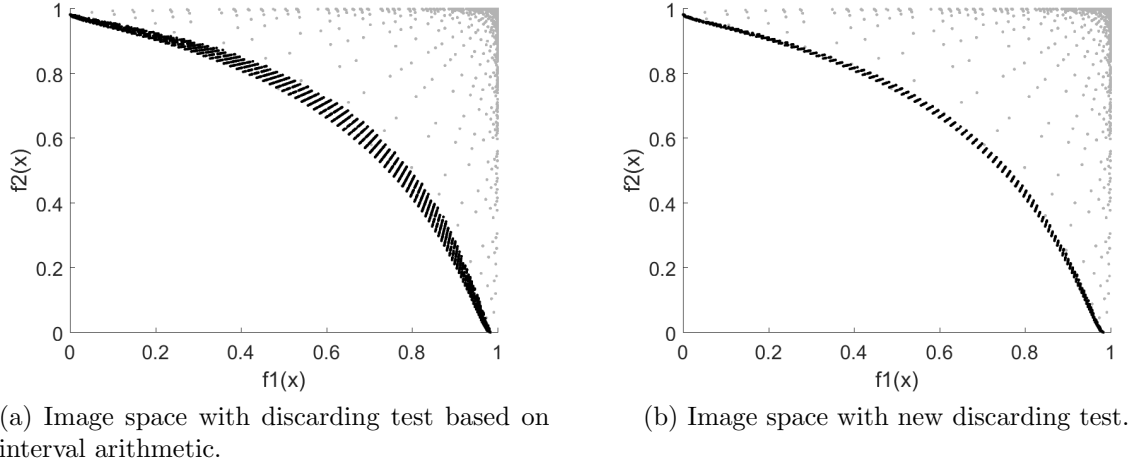 1
0.8
0.6
0.4
0.2
0
f2(x)
0 0.2 0.4 0.6 0.8 1
f1(x)
(a) Image space with discarding test based on
interval arithmetic.
1
0.8
0.6
0.4
0.2
0
f2(x)
0 0.2 0.4 0.6 0.8 1
f1(x)
(b) Image space with new discarding test.